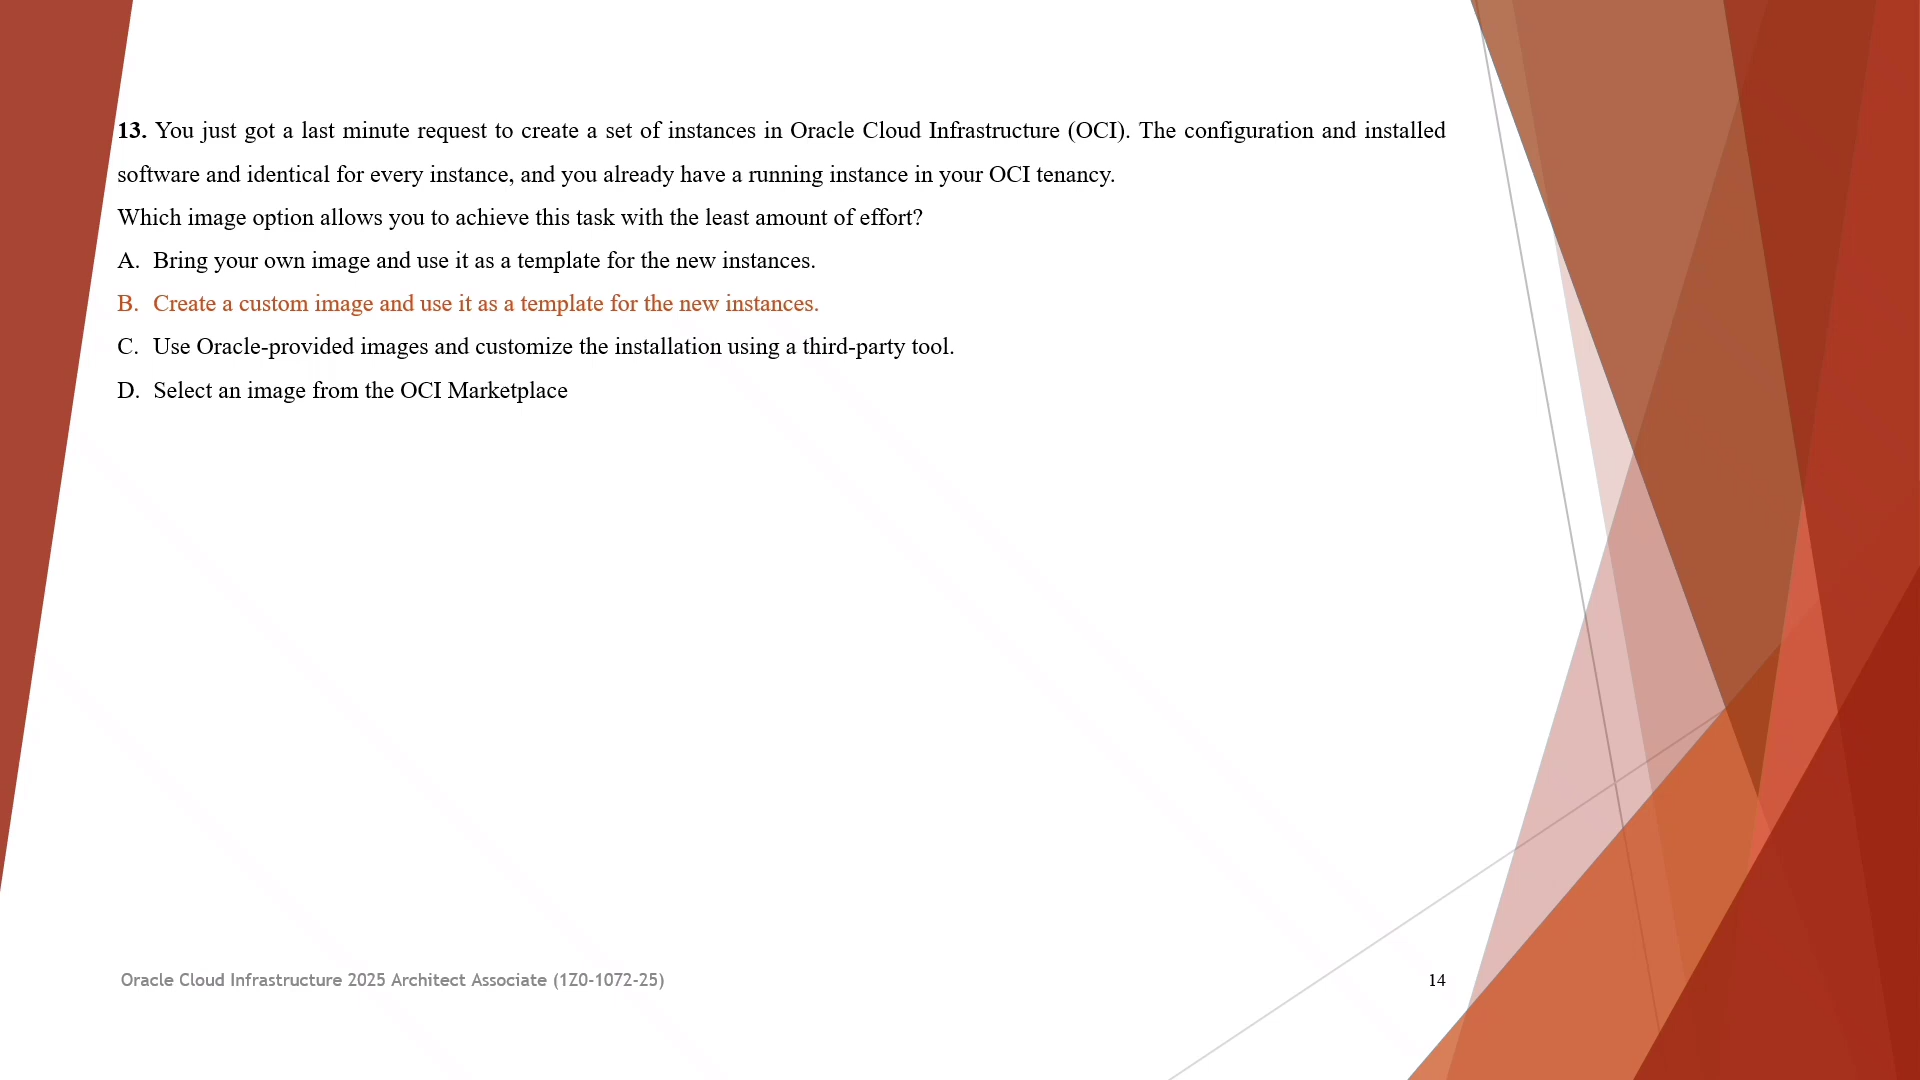 13. You just got a last minute request to create a set of instances in Oracle Cloud Infrastructure (OCI). The configuration and installed
software and identical for every instance, and you already have a running instance in your OCI tenancy.
Which image option allows you to achieve this task with the least amount of effort?
A. Bring your own image and use it as a template for the new instances.
B. Create a custom image and use it as a template for the new instances.
C. Use Oracle-provided images and customize the installation using a third-party tool.
D. Select an image from the OCI Marketplace
Oracle Cloud Infrastructure 2025 Architect Associate (1Z0-1072-25)
14